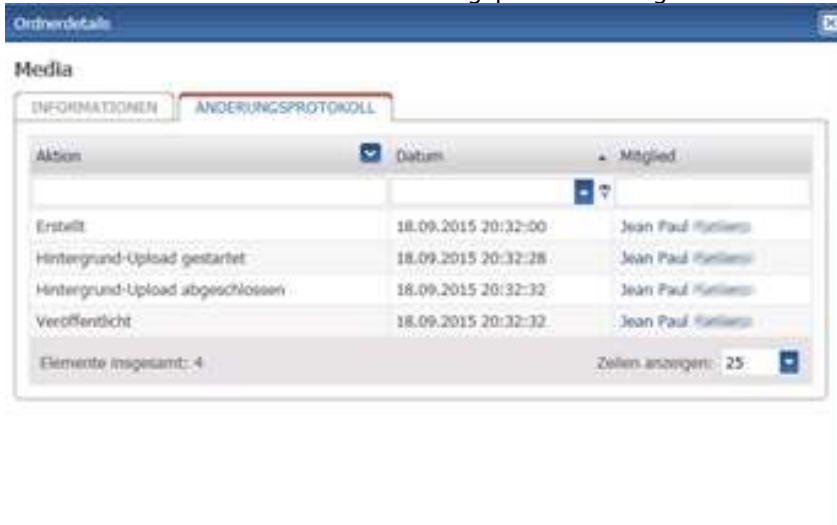 Ordnerdetails
Media
INFORMATIONEN ÄNDERUNGSPROTOKOLL
Aktion Datum Mitglied
Erstellt 18.09.2015 20:32:00 Jean Paul
Hintergrund-Upload gestartet 18.09.2015 20:32:28 Jean Paul
Hintergrund-Upload abgeschlossen 18.09.2015 20:32:32 Jean Paul
Veröffentlicht 18.09.2015 20:32:32 Jean Paul
Elemente insgesamt: 4 Zeilen anzeigen: 25